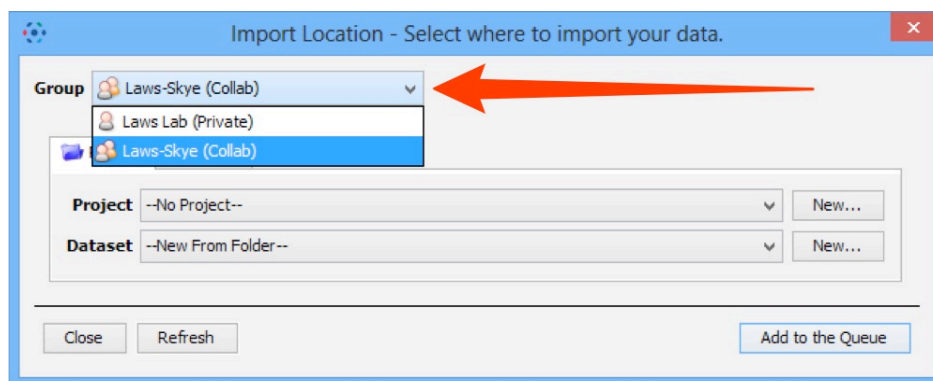 Import Location - Select where to import your data.
Group Laws-Skye (Collab)
Laws Lab (Private)
Laws-Skye (Collab)
Project --No Project-- New...
Dataset --New From Folder-- New...
Close Refresh Add to the Queue